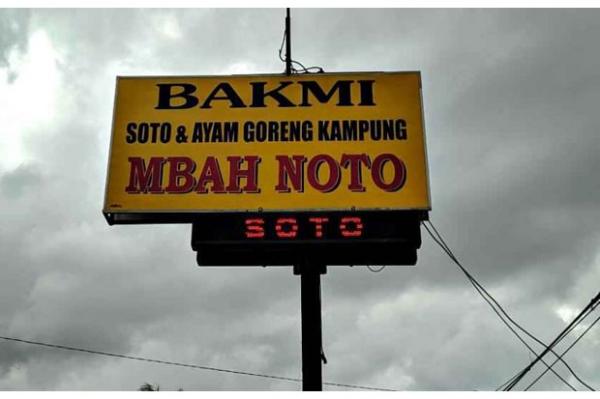 BAKMI
SOTO & AYAM GORENG KAMPUNG
MBAH NOTO
SOTO